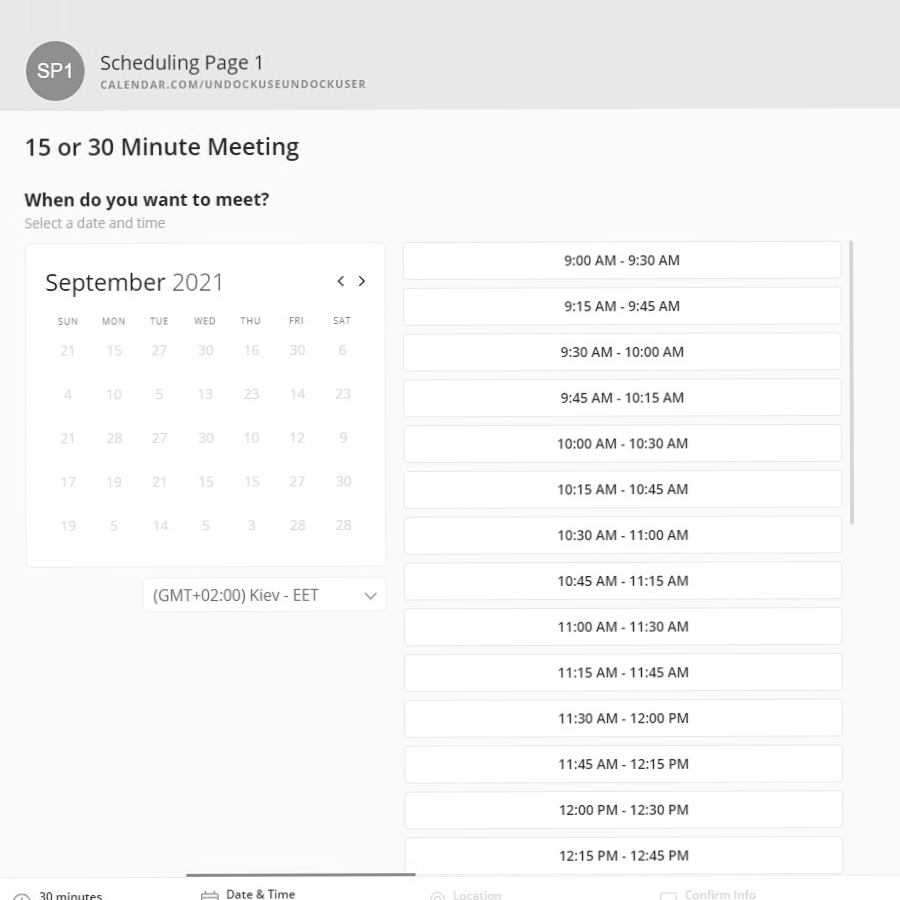 SP1
Scheduling Page 1
CALENDAR.COM/UNDOCKUSEUNDOCKUSER
15 or 30 Minute Meeting
When do you want to meet?
Select a date and time
September 2021
SUN MON TUE WED THU FRI SAT
21 15 27 30 16 30 6
4 10 5 13 23 14 23
21 28 27 30 10 12 9
17 19 21 15 15 27 30
19 5 14 5 3 28 28
(GMT+02:00) Kiev - EET
9:00 AM - 9:30 AM
9:15 AM - 9:45 AM
9:30 AM - 10:00 AM
9:45 AM - 10:15 AM
10:00 AM - 10:30 AM
10:15 AM - 10:45 AM
10:30 AM - 11:00 AM
10:45 AM - 11:15 AM
11:00 AM - 11:30 AM
11:15 AM - 11:45 AM
11:30 AM - 12:00 PM
11:45 AM - 12:15 PM
12:00 PM - 12:30 PM
12:15 PM - 12:45 PM
30 minutes
Date & Time
Location
Confirm Info